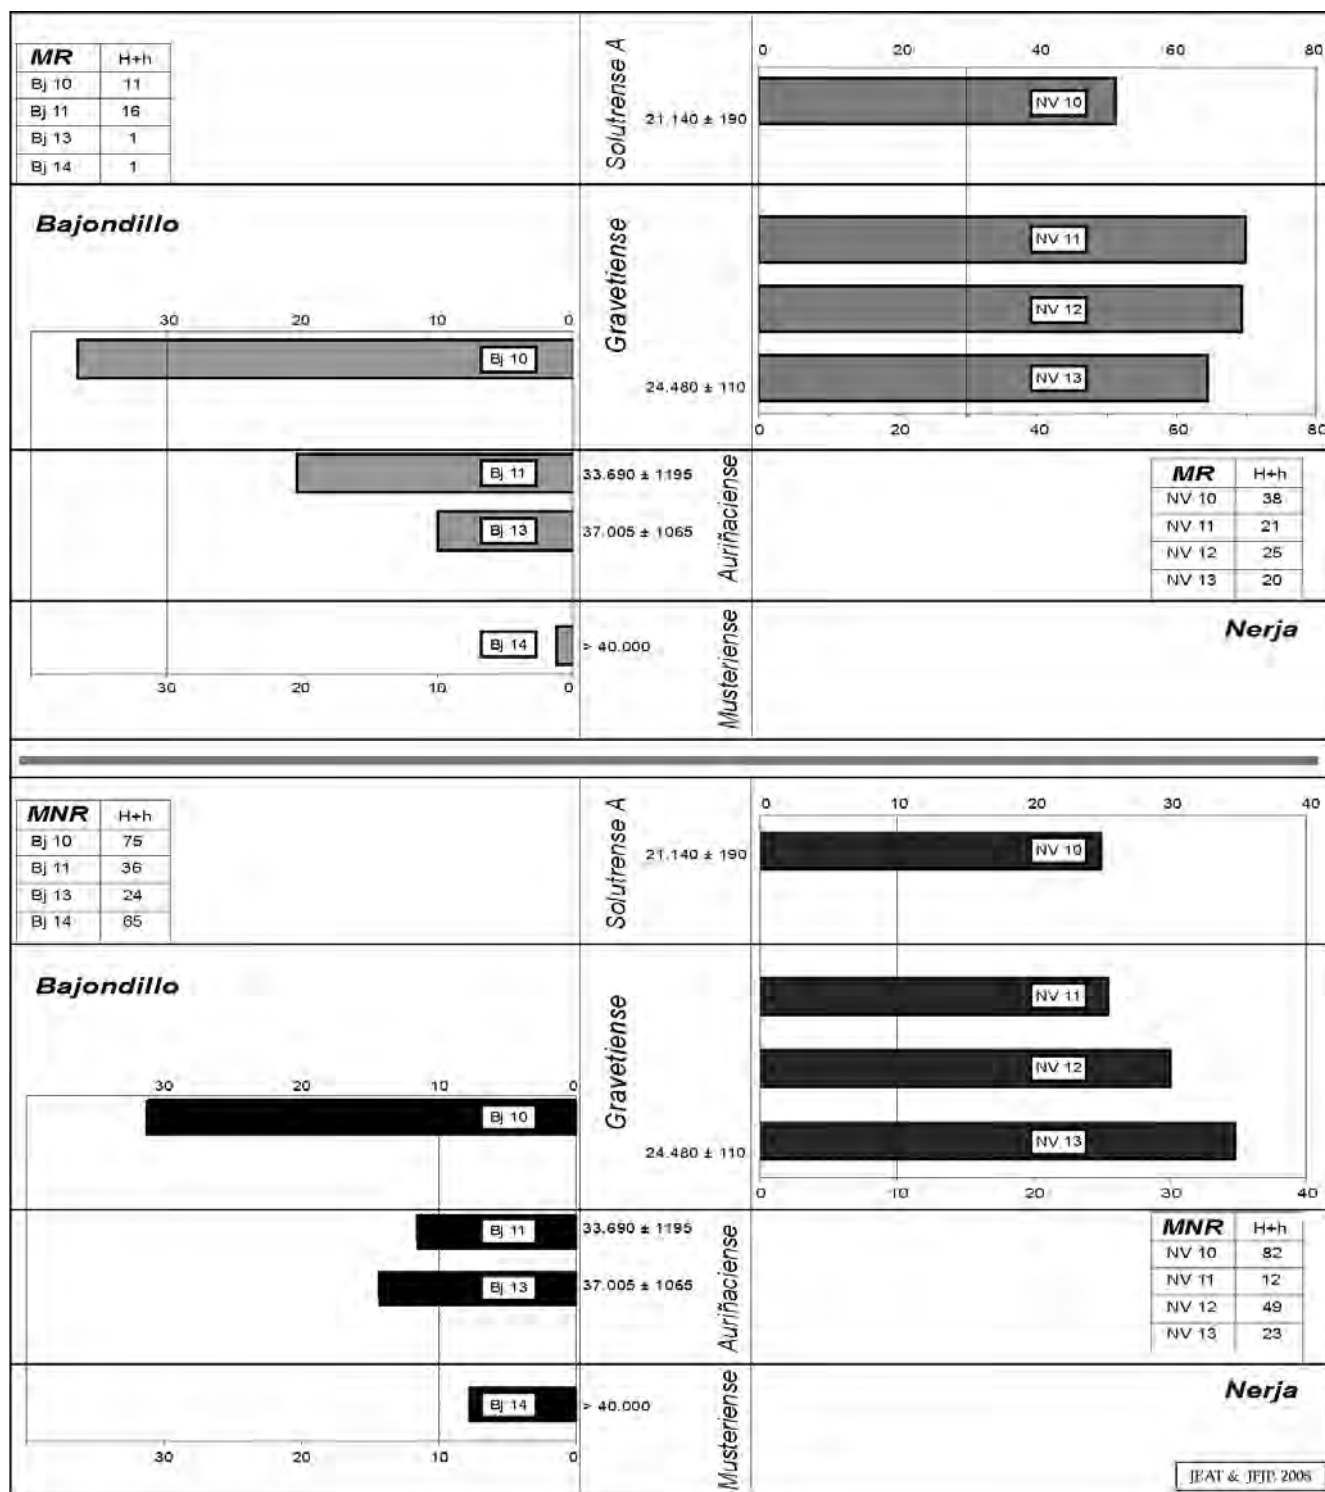 MR H+h
Bj 10 11
Bj 11 16
Bj 13 1
Bj 14 1
Solutrense A
21.140 ± 190
0 20 40 60 80
NV 10
Bajondillo
Gravetiense
NV 11
NV 12
NV 13
24.480 ± 110
0 20 40 60 80
30 20 10 0
Bj 10
Bj 11
33.690 ± 1195
Bj 13
37.005 ± 1065
Auriñaciense
MR H+h
NV 10 38
NV 11 21
NV 12 25
NV 13 20
Bj 14
> 40.000
30 20 10 0
Musteriense
Nerja
MNR H+h
Bj 10 75
Bj 11 36
Bj 13 24
Bj 14 65
Solutrense A
21.140 ± 190
0 10 20 30 40
NV 10
Bajondillo
Gravetiense
NV 11
NV 12
NV 13
24.480 ± 110
0 10 20 30 40
30 20 10 0
Bj 10
Bj 11
33.690 ± 1195
Bj 13
37.005 ± 1065
Auriñaciense
MNR H+h
NV 10 82
NV 11 12
NV 12 49
NV 13 23
Bj 14
> 40.000
30 20 10 0
Musteriense
Nerja
JEAT & JFJP, 2006